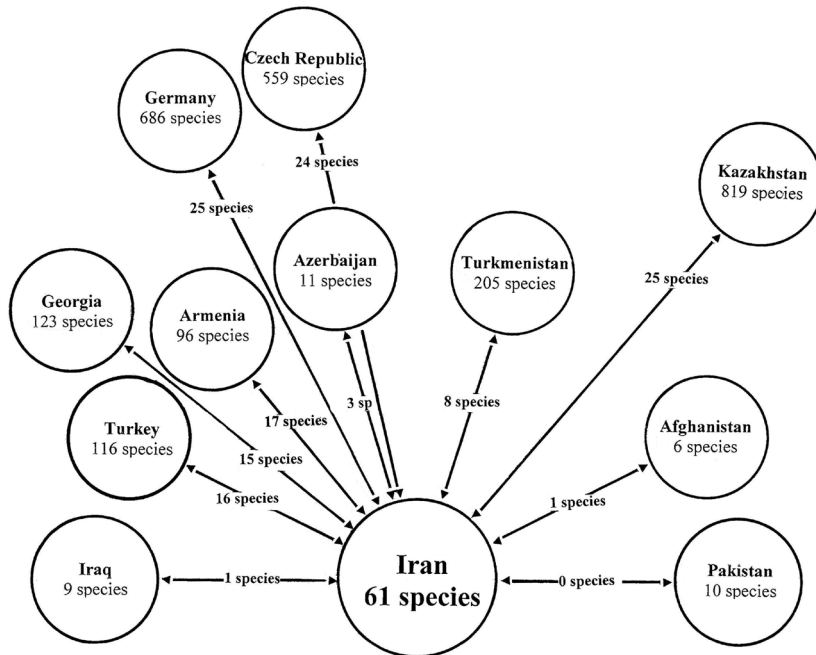 Czech Republic
559 species
Germany
686 species
24 species
Kazakhstan
819 species
25 species
Azerbaijan
11 species
Turkmenistan
205 species
25 species
Georgia
123 species
Armenia
96 species
3 sp
8 species
17 species
Turkey
116 species
15 species
Afghanistan
6 species
16 species
1 species
Iraq
9 species
1 species
Iran
61 species
0 species
Pakistan
10 species